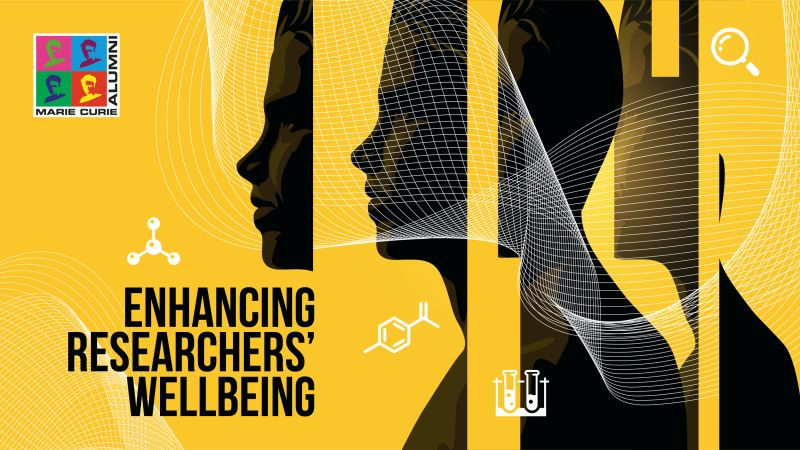 MARIE CURIE
ALUMNI
ENHANCING
RESEARCHERS’
WELLBEING